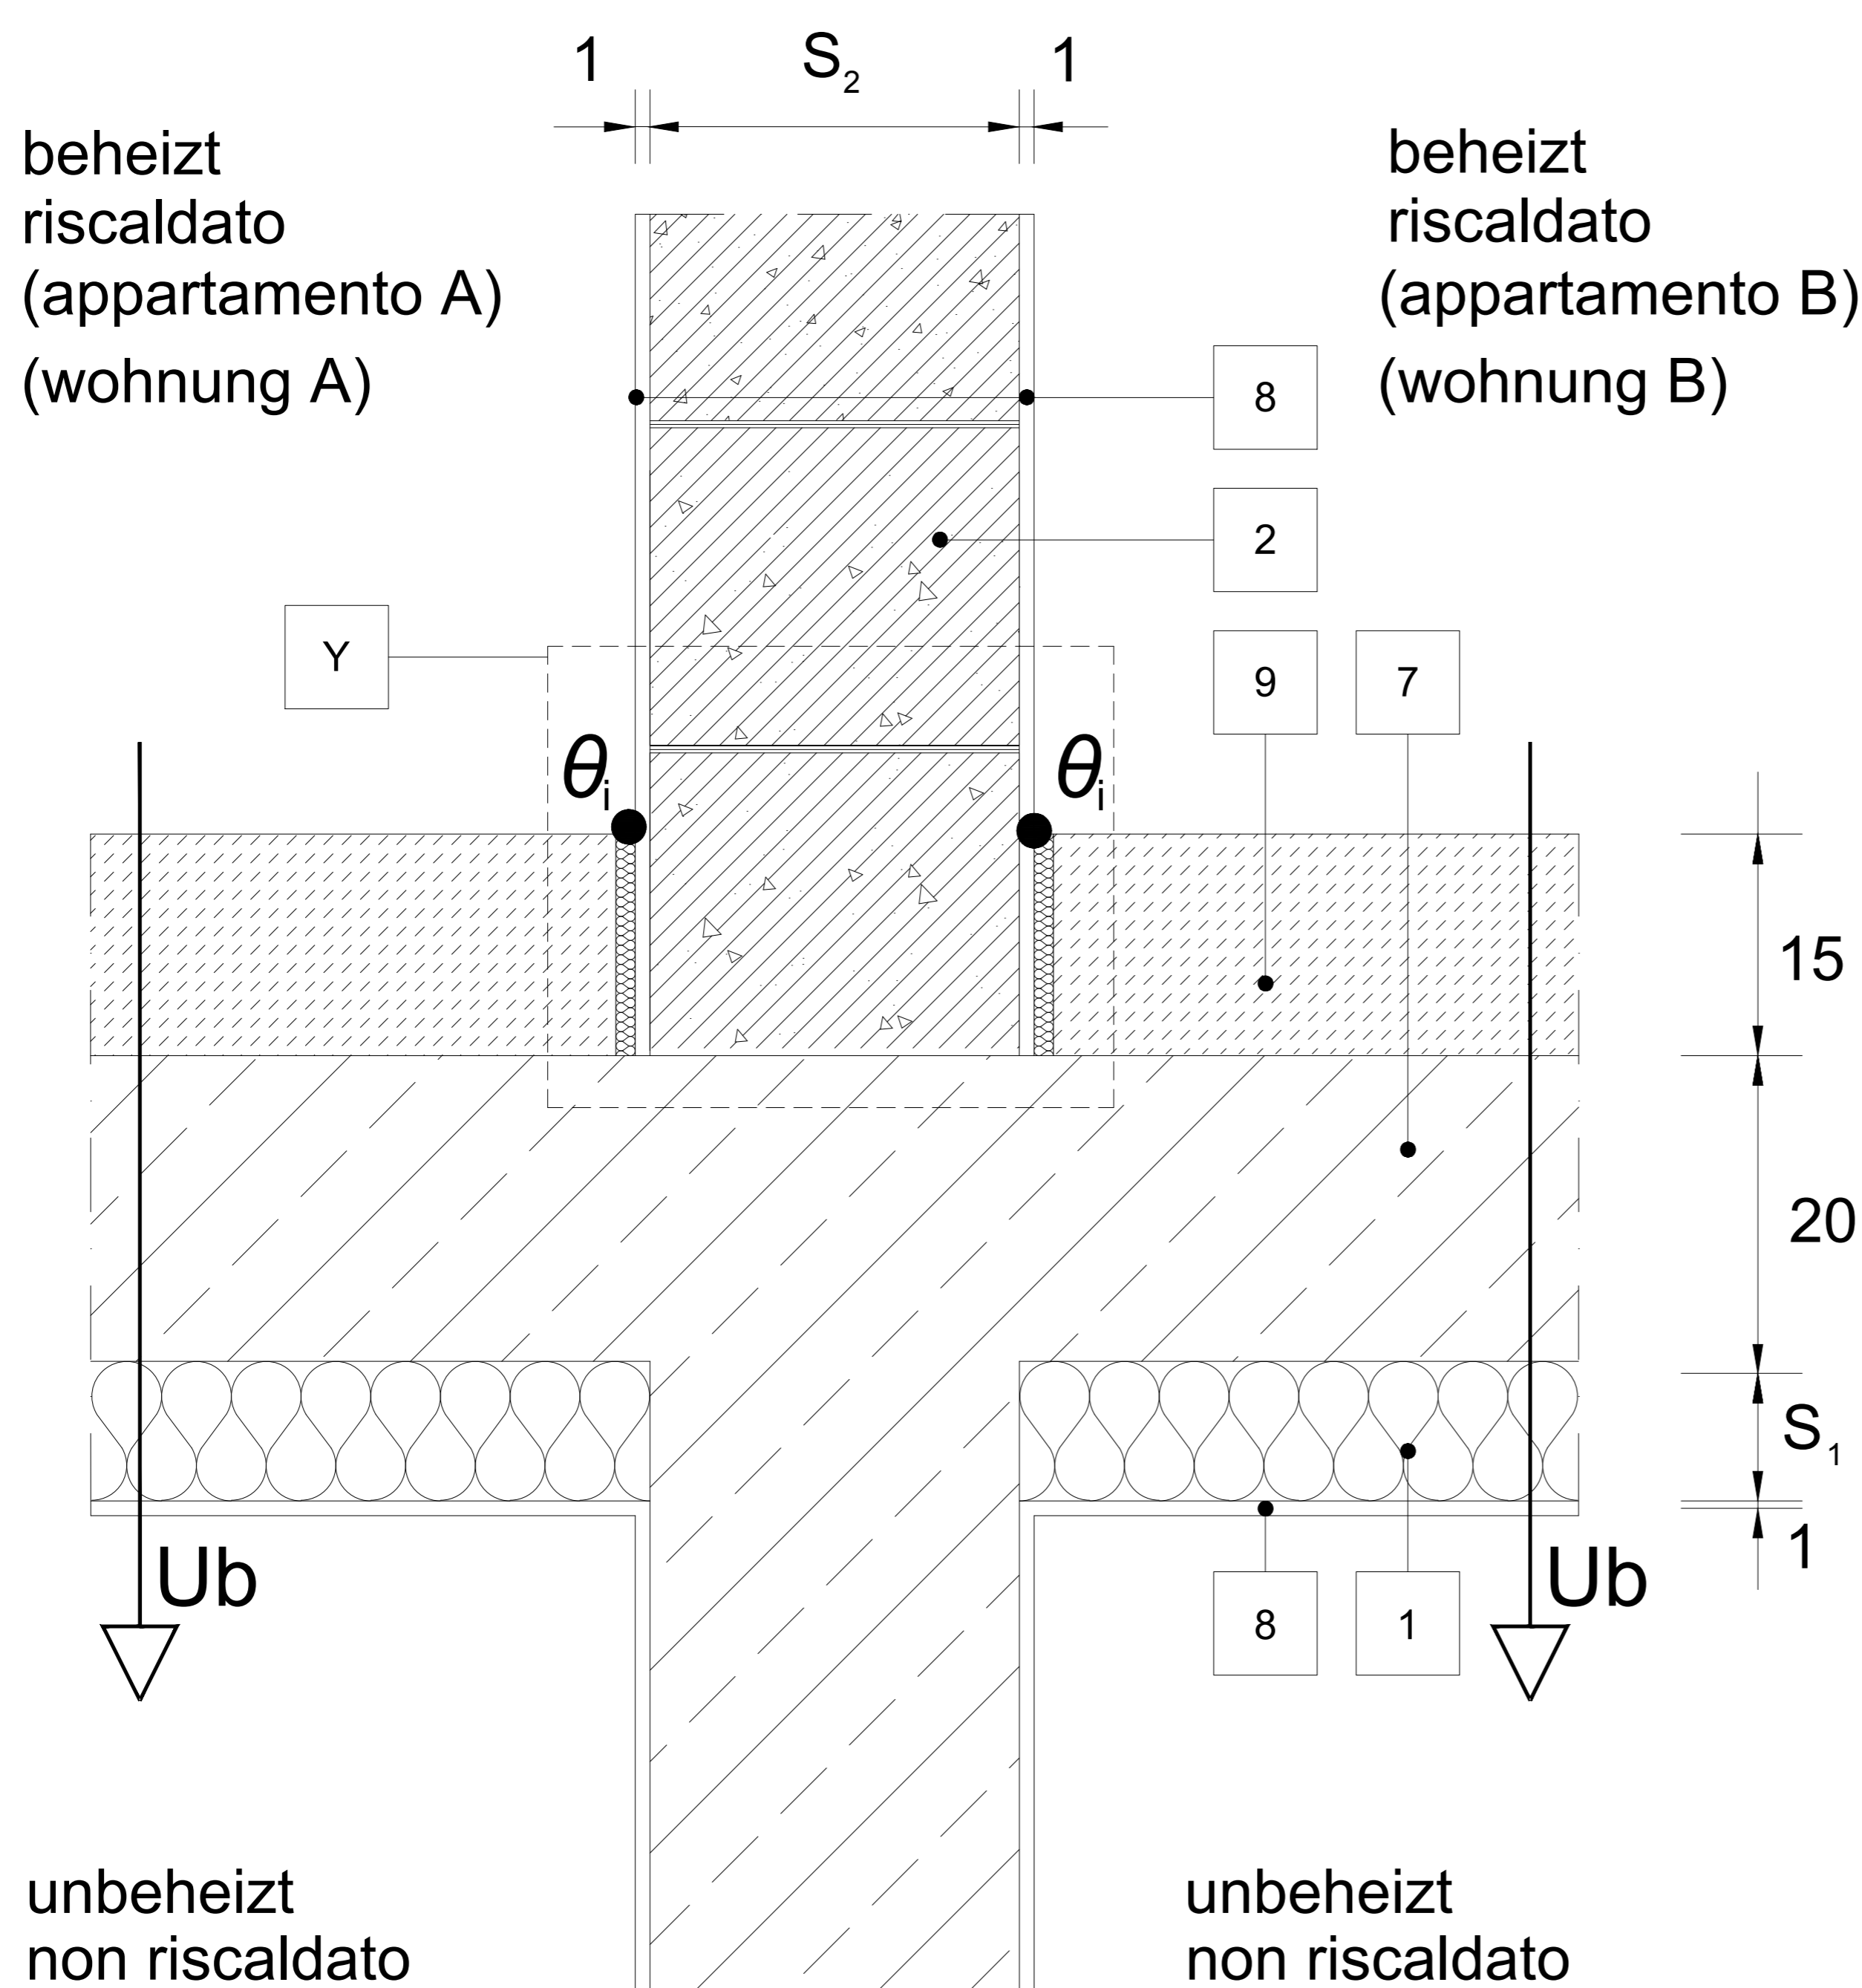 1
S₂
1
beheizt
riscaldato
(appartamento A)
(wohnung A)
beheizt
riscaldato
(appartamento B)
(wohnung B)
8
2
Y
9
7
θi
θi
15
20
S₁
1
Ub
Ub
8
1
unbeheizt
non riscaldato
unbeheizt
non riscaldato